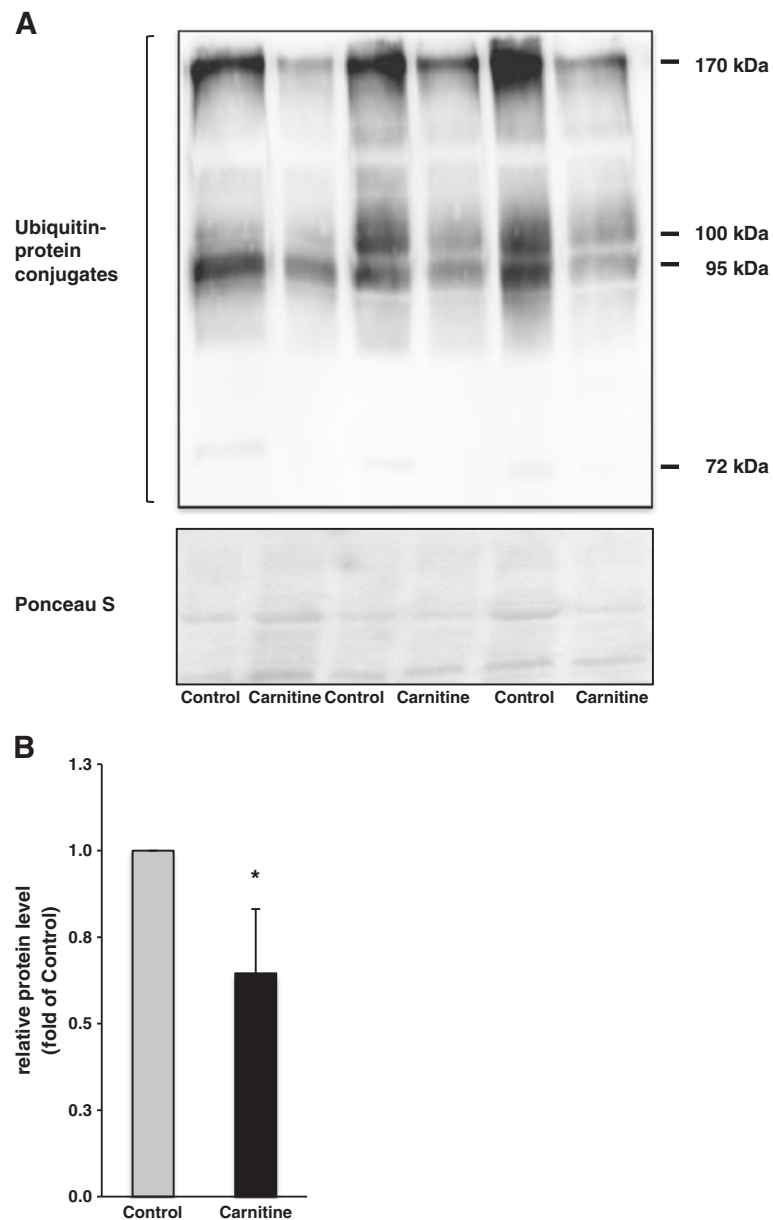 A
170 kDa
Ubiquitin-
protein
conjugates
100 kDa
95 kDa
72 kDa
Ponceau S
Control Carnitine Control Carnitine Control Carnitine
B
relative protein level
(fold of Control)
1.3
1.0
0.8
0.5
0.3
0.0
*
Control Carnitine